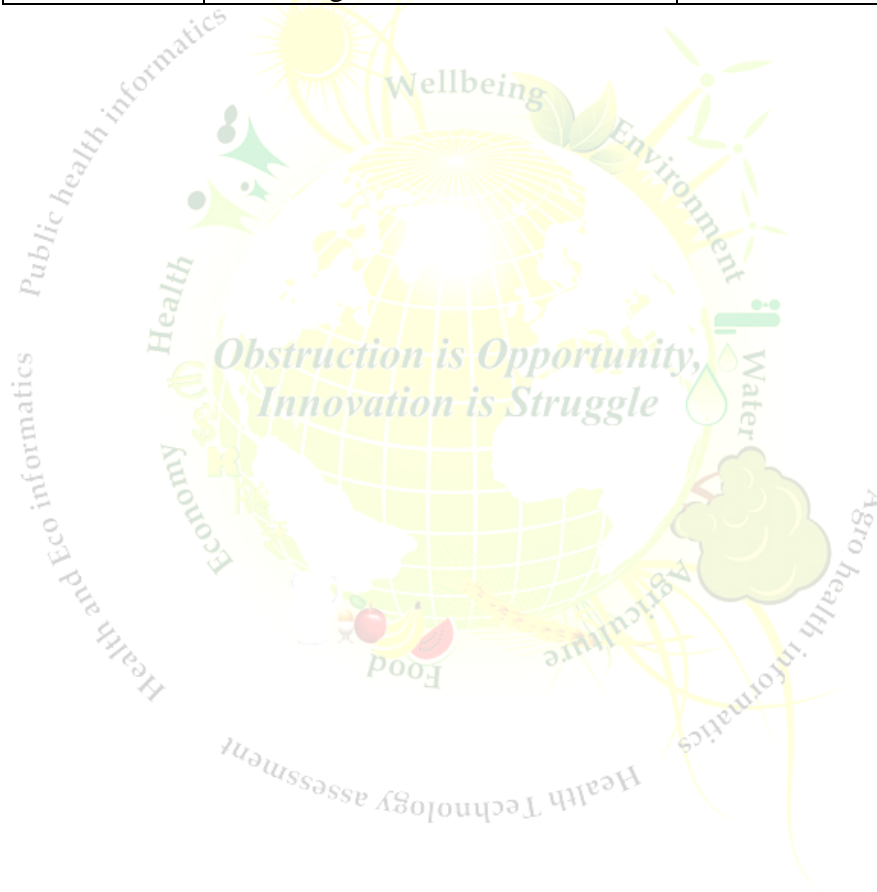 Public health informatics
Wellbeing
Environment
Health
Obstruction is Opportunity,
Innovation is Struggle
Water
Health and Eco informatics
Economy
Agro health informatics
Agriculture
Food
Health Technology assessment